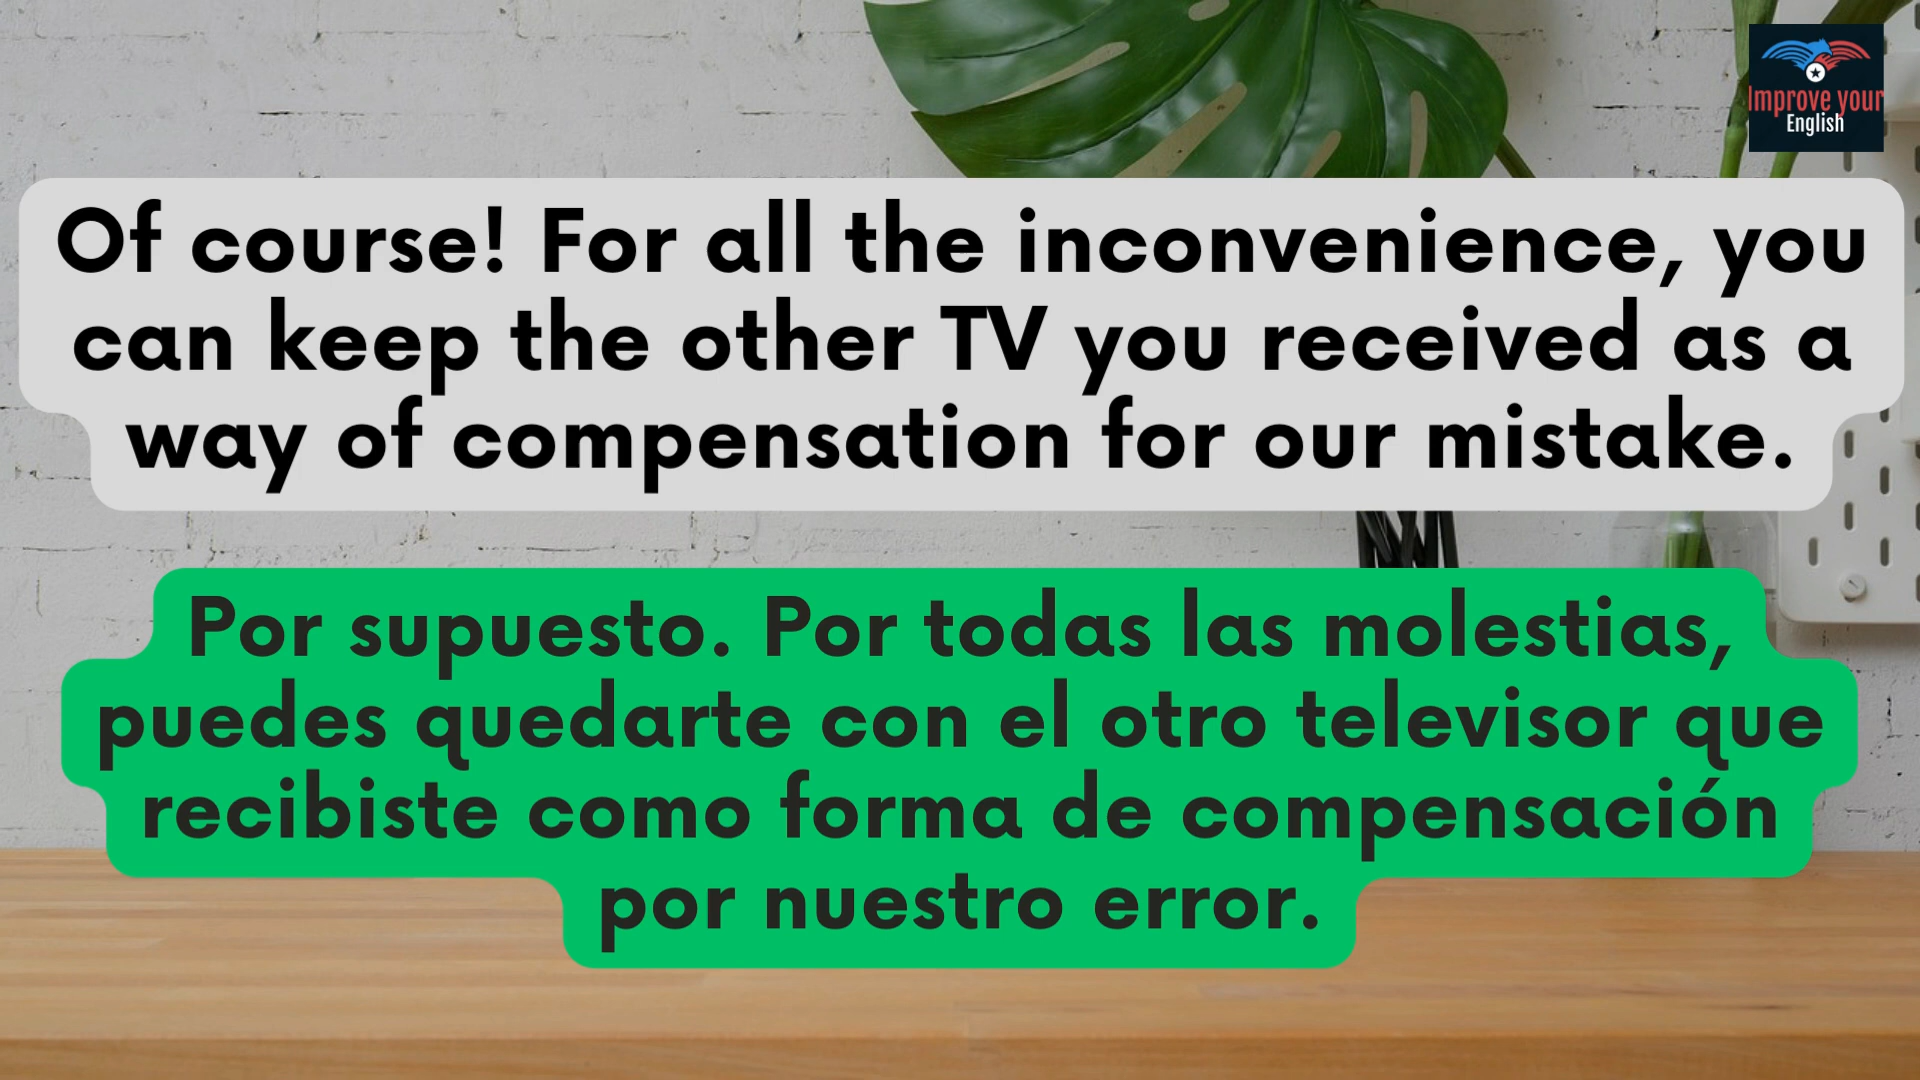 Improve your
English
Of course! For all the inconvenience, you
can keep the other TV you received as a
way of compensation for our mistake.
Por supuesto. Por todas las molestias,
puedes quedarte con el otro televisor que
recibiste como forma de compensación
por nuestro error.